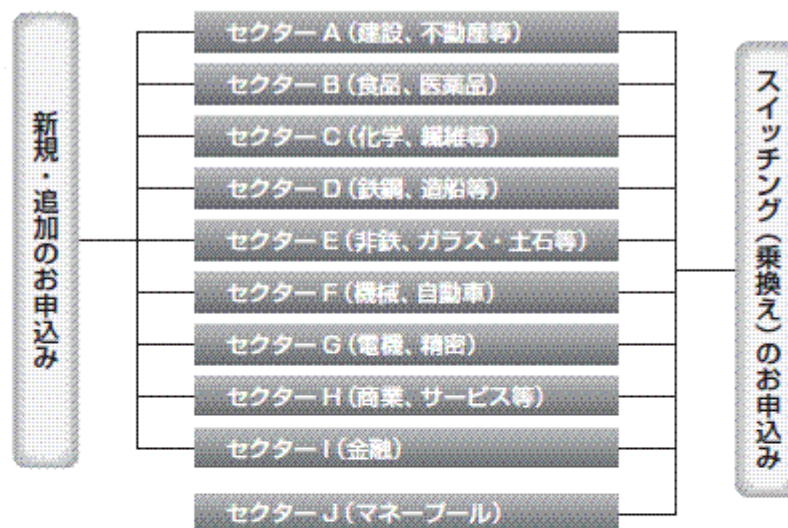 新規・追加のお申込み
セクターA（建設、不動産等）
セクターB（食品、医薬品）
セクターC（化学、繊維等）
セクターD（鉄鋼、造船等）
セクターE（非鉄、ガラス・土石等）
セクターF（機械、自動車）
セクターG（電機、精密）
セクターH（商業、サービス等）
セクターI（金融）
セクターJ（マネープール）
スイッチング（乗換え）のお申込み